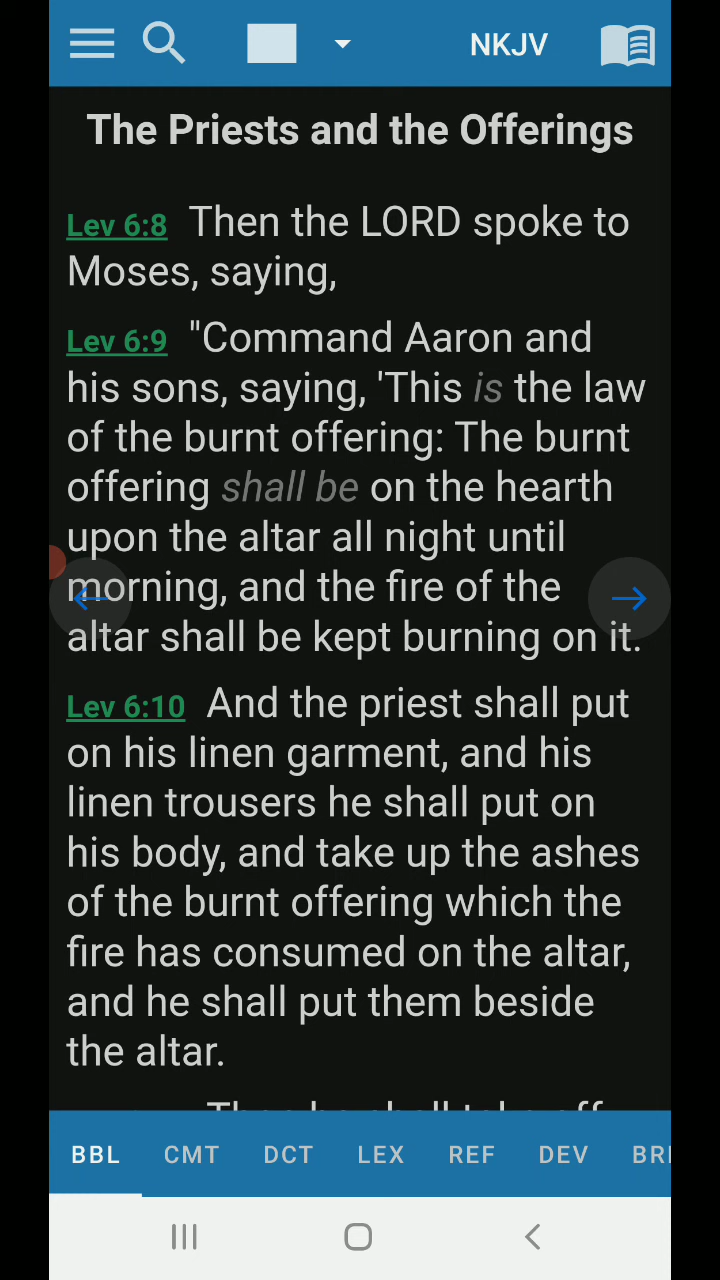 NKJV
The Priests and the Offerings
Lev 6:8 Then the LORD spoke to
Moses, saying,
Lev 6:9 "Command Aaron and
his sons, saying, 'This is the law
of the burnt offering: The burnt
offering shall be on the hearth
upon the altar all night until
morning, and the fire of the
altar shall be kept burning on it.
Lev 6:10 And the priest shall put
on his linen garment, and his
linen trousers he shall put on
his body, and take up the ashes
of the burnt offering which the
fire has consumed on the altar,
and he shall put them beside
the altar.
BBL CMT DCT LEX REF DEV